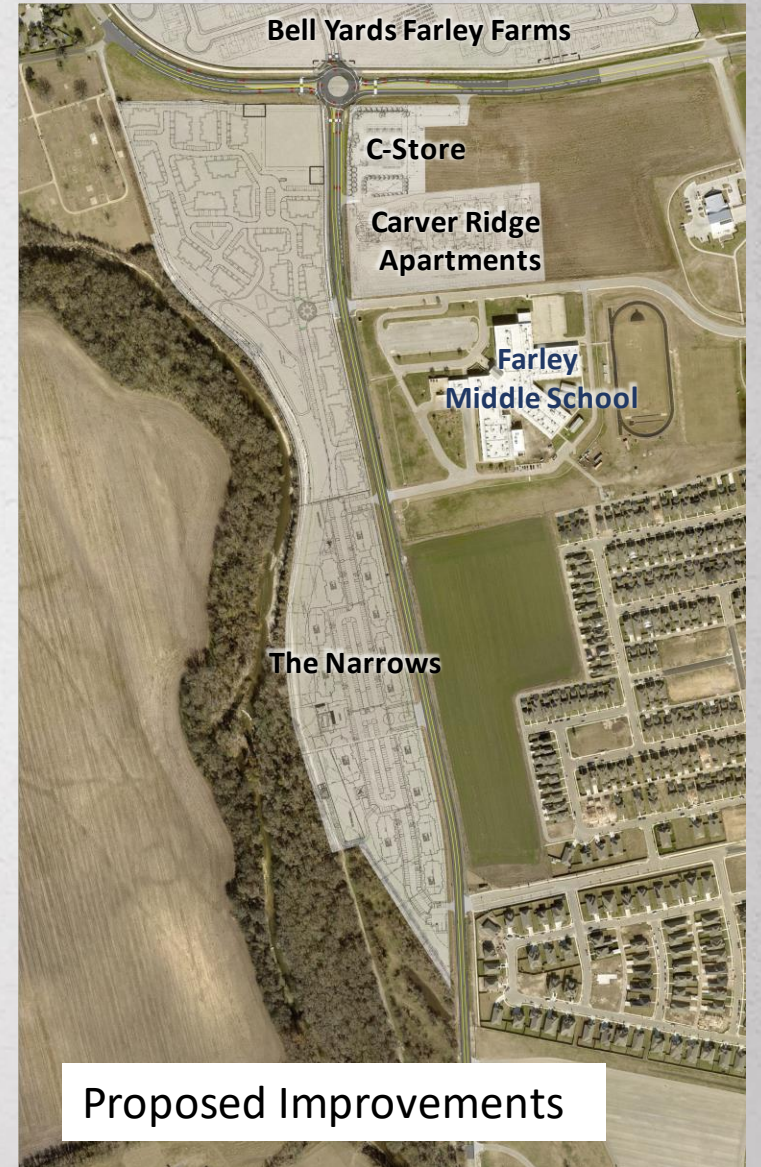 Bell Yards Farley Farms
C-Store
Carver Ridge
Apartments
Farley
Middle School
The Narrows
Proposed Improvements